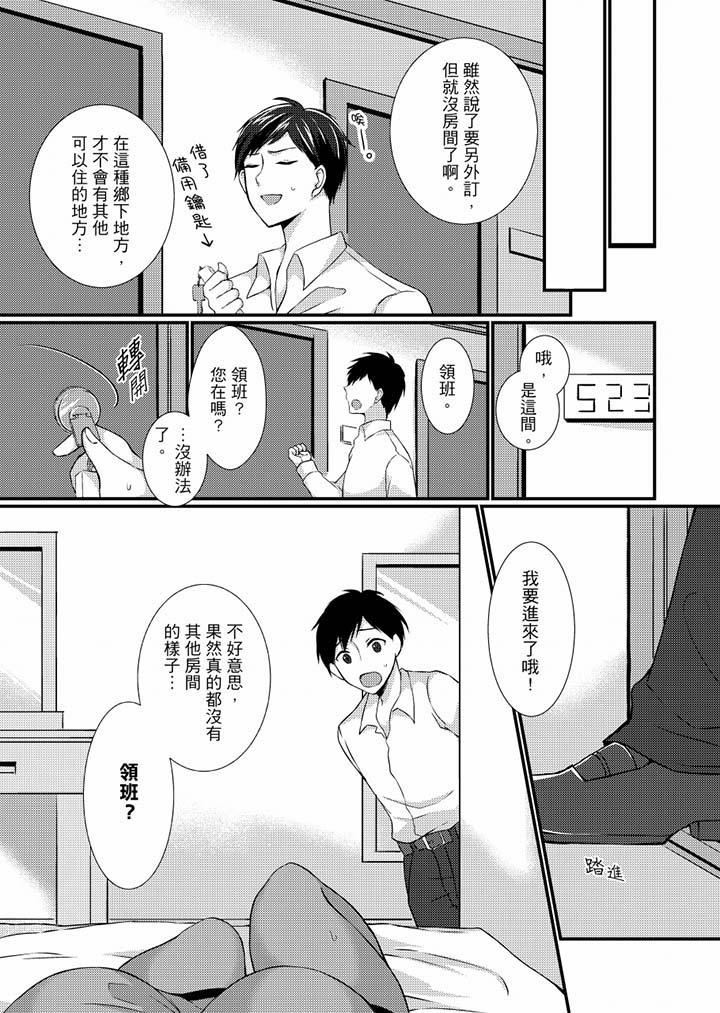 雖然說了要另外訂，
但就沒房間了啊。
唉—。
借了
備用鑰匙
在這種鄉下地方，
才不會有其他
可以住的地方…
哦，
是這間。
523
領班。
領班？
您在嗎？
…沒辦法
了。
轉開
我要進來了哦！
踏進
不好意思，
果然真的都沒有
其他房間
的樣子…
領班？